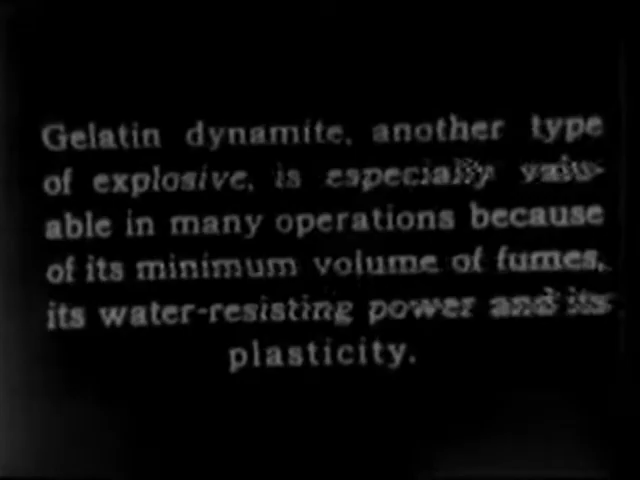 Gelatin dynamite, another type
of explosive, is especially valu-
able in many operations because
of its minimum volume of fumes,
its water-resisting power and its
plasticity.